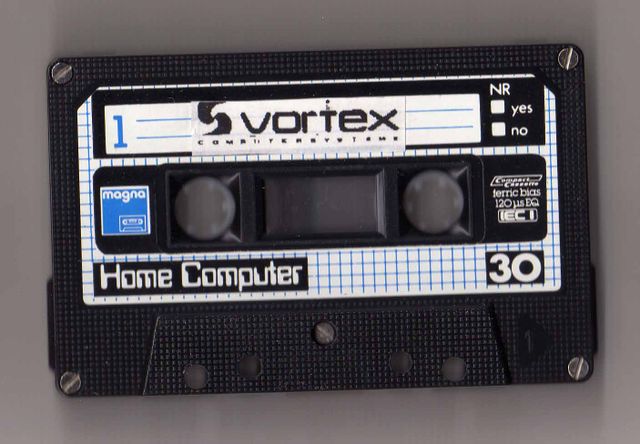 NR
yes
no
1
vortex
COMPUTERSYSTEME
magna
Compact
Cassette
ferric bias
120 µs EQ
IEC I
Home Computer
30
1